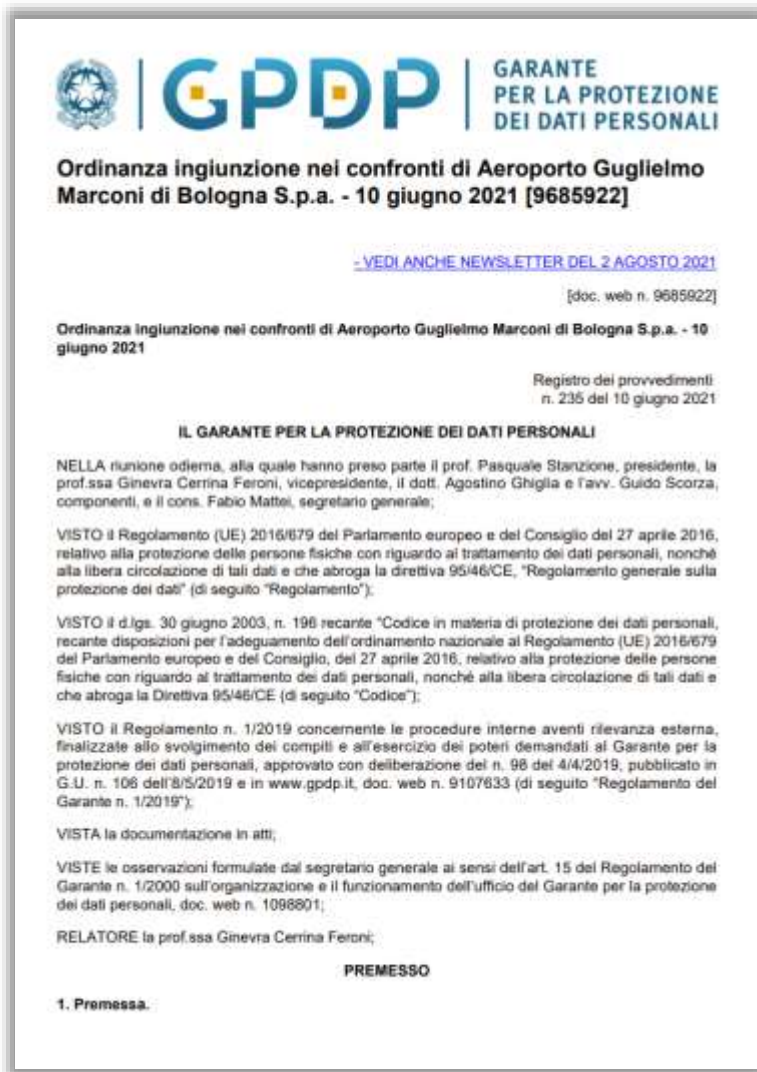 GPDP
GARANTE
PER LA PROTEZIONE
DEI DATI PERSONALI
Ordinanza ingiunzione nei confronti di Aeroporto Guglielmo
Marconi di Bologna S.p.a. - 10 giugno 2021 [9685922]
- VEDI ANCHE NEWSLETTER DEL 2 AGOSTO 2021
[doc. web n. 9685922]
Ordinanza ingiunzione nei confronti di Aeroporto Guglielmo Marconi di Bologna S.p.a. - 10
giugno 2021
Registro dei provvedimenti
n. 235 del 10 giugno 2021
IL GARANTE PER LA PROTEZIONE DEI DATI PERSONALI
NELLA riunione odierna, alla quale hanno preso parte il prof. Pasquale Stanzione, presidente, la
prof.ssa Ginevra Cerrina Feroni, vicepresidente, il dott. Agostino Ghiglia e l'avv. Guido Scorza,
componenti, e il cons. Fabio Mattei, segretario generale;
VISTO il Regolamento (UE) 2016/679 del Parlamento europeo e del Consiglio del 27 aprile 2016,
relativo alla protezione delle persone fisiche con riguardo al trattamento dei dati personali, nonché
alla libera circolazione di tali dati e che abroga la direttiva 95/46/CE, "Regolamento generale sulla
protezione dei dati" (di seguito "Regolamento");
VISTO il d.lgs. 30 giugno 2003, n. 196 recante "Codice in materia di protezione dei dati personali,
recante disposizioni per l'adeguamento dell'ordinamento nazionale al Regolamento (UE) 2016/679
del Parlamento europeo e del Consiglio, del 27 aprile 2016, relativo alla protezione delle persone
fisiche con riguardo al trattamento dei dati personali, nonché alla libera circolazione di tali dati e
che abroga la Direttiva 95/46/CE (di seguito "Codice");
VISTO il Regolamento n. 1/2019 concernente le procedure interne aventi rilevanza esterna,
finalizzate allo svolgimento dei compiti e all'esercizio dei poteri demandati al Garante per la
protezione dei dati personali, approvato con deliberazione del n. 98 del 4/4/2019, pubblicato in
G.U. n. 106 dell'8/5/2019 e in www.gpdp.it, doc. web n. 9107633 (di seguito "Regolamento del
Garante n. 1/2019");
VISTA la documentazione in atti;
VISTE le osservazioni formulate dal segretario generale ai sensi dell'art. 15 del Regolamento del
Garante n. 1/2000 sull'organizzazione e il funzionamento dell'ufficio del Garante per la protezione
dei dati personali, doc. web n. 1098801;
RELATORE la prof.ssa Ginevra Cerrina Feroni;
PREMESSO
1. Premessa.